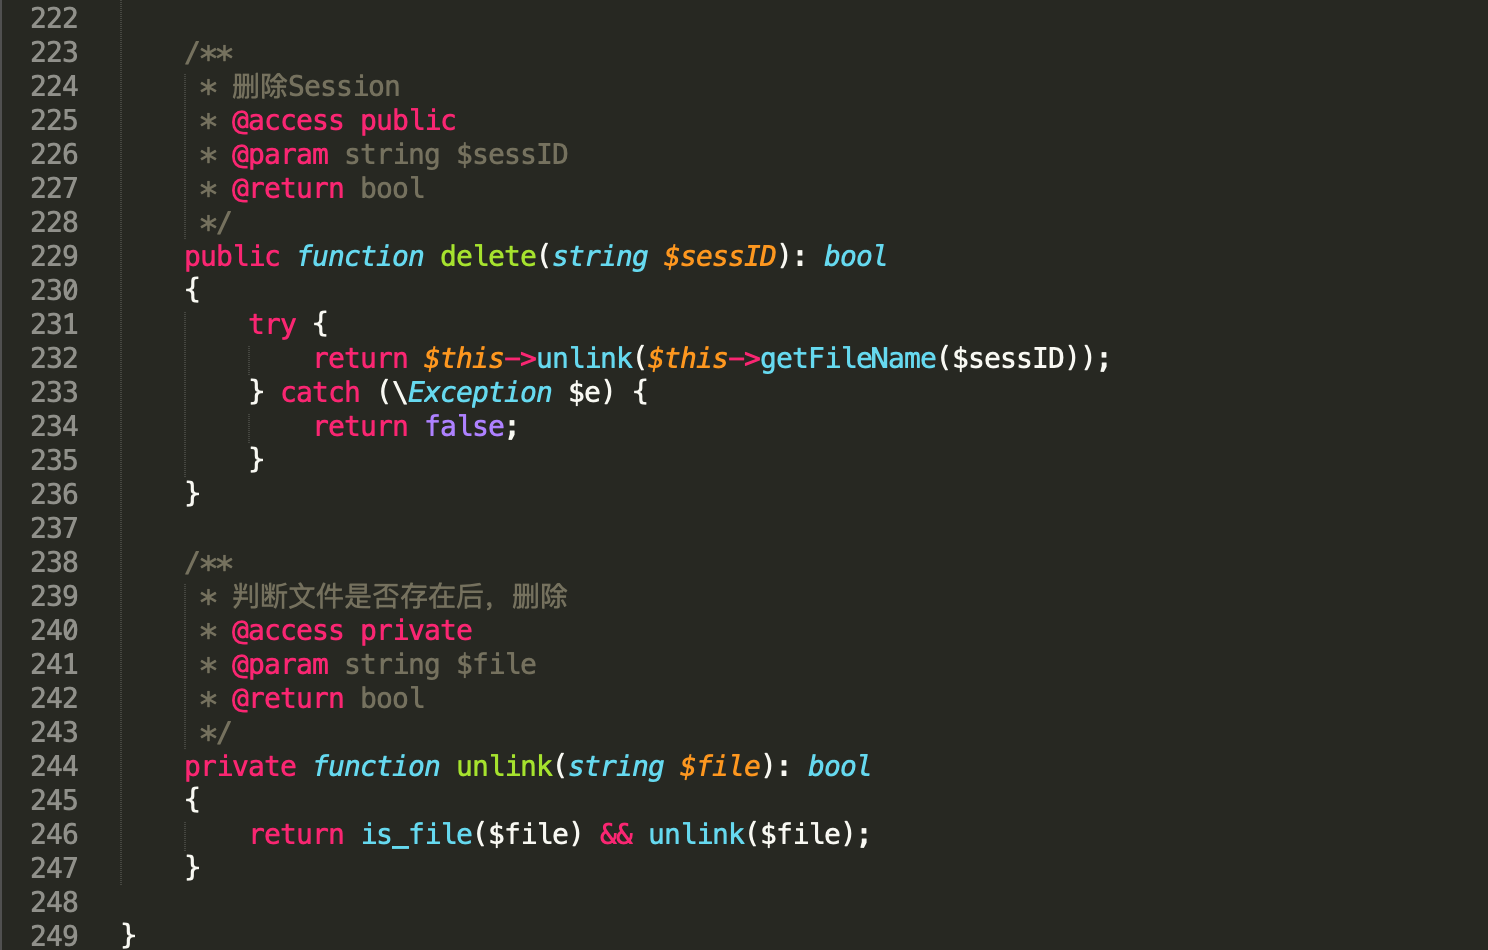 222
223 /**
224 * 删除Session
225 * @access public
226 * @param string $sessID
227 * @return bool
228 */
229 public function delete(string $sessID): bool
230 {
231 try {
232 return $this->unlink($this->getFileName($sessID));
233 } catch (\Exception $e) {
234 return false;
235 }
236 }
237
238 /**
239 * 判断文件是否存在后，删除
240 * @access private
241 * @param string $file
242 * @return bool
243 */
244 private function unlink(string $file): bool
245 {
246 return is_file($file) && unlink($file);
247 }
248
249 }